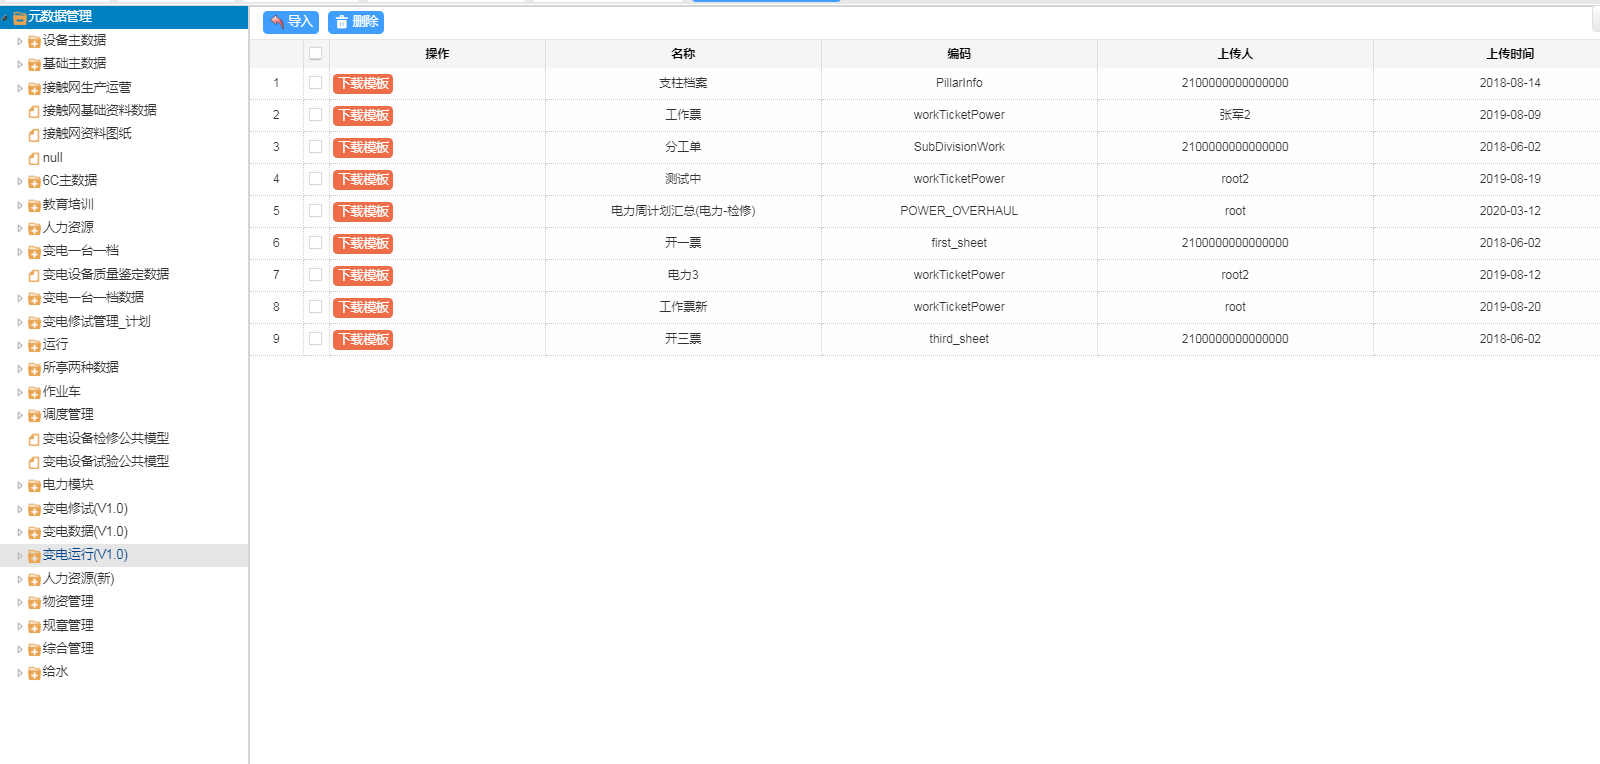 元数据管理
设备主数据
基础主数据
接触网生产运营
接触网基础资料数据
接触网资料图纸
null
6C主数据
教育培训
人力资源
变电一台一档
变电设备质量鉴定数据
变电一台一档数据
变电修试管理_计划
运行
所亭两种数据
作业车
调度管理
变电设备检修公共模型
变电设备试验公共模型
电力模块
变电修试(V1.0)
变电数据(V1.0)
变电运行(V1.0)
人力资源(新)
物资管理
规章管理
综合管理
给水
导入 删除
操作 名称 编码 上传人 上传时间
1 下载模板 支柱档案 PillarInfo 2100000000000000 2018-08-14
2 下载模板 工作票 workTicketPower 张军2 2019-08-09
3 下载模板 分工单 SubDivisionWork 2100000000000000 2018-06-02
4 下载模板 测试中 workTicketPower root2 2019-08-19
5 下载模板 电力周计划汇总(电力-检修) POWER_OVERHAUL root 2020-03-12
6 下载模板 开一票 first_sheet 2100000000000000 2018-06-02
7 下载模板 电力3 workTicketPower root2 2019-08-12
8 下载模板 工作票新 workTicketPower root 2019-08-20
9 下载模板 开三票 third_sheet 2100000000000000 2018-06-02